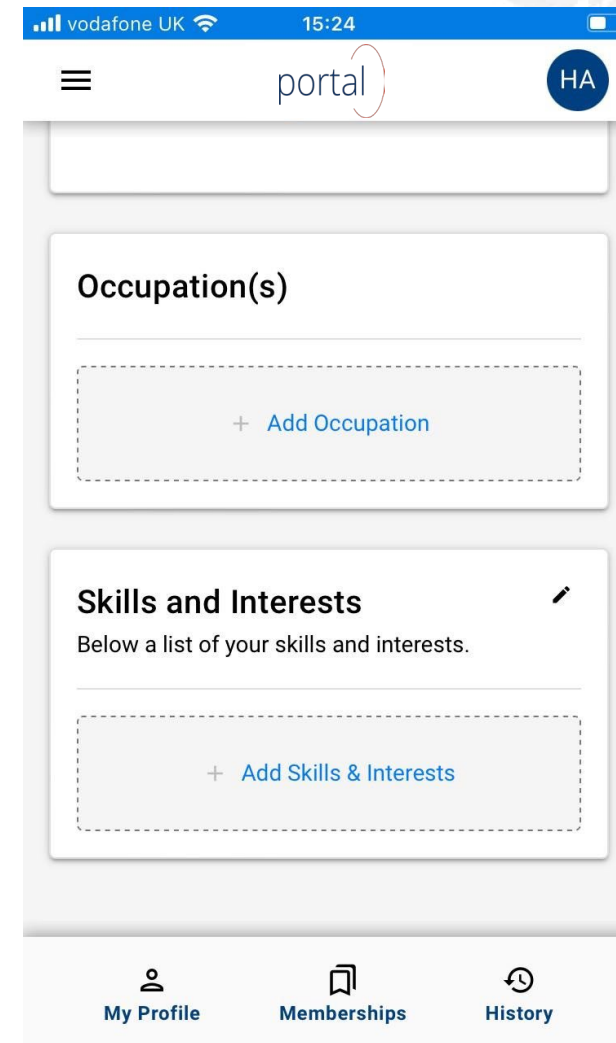 vodafone UK 15:24
portal HA
Occupation(s)
+ Add Occupation
Skills and Interests
Below a list of your skills and interests.
+ Add Skills & Interests
My Profile Memberships History